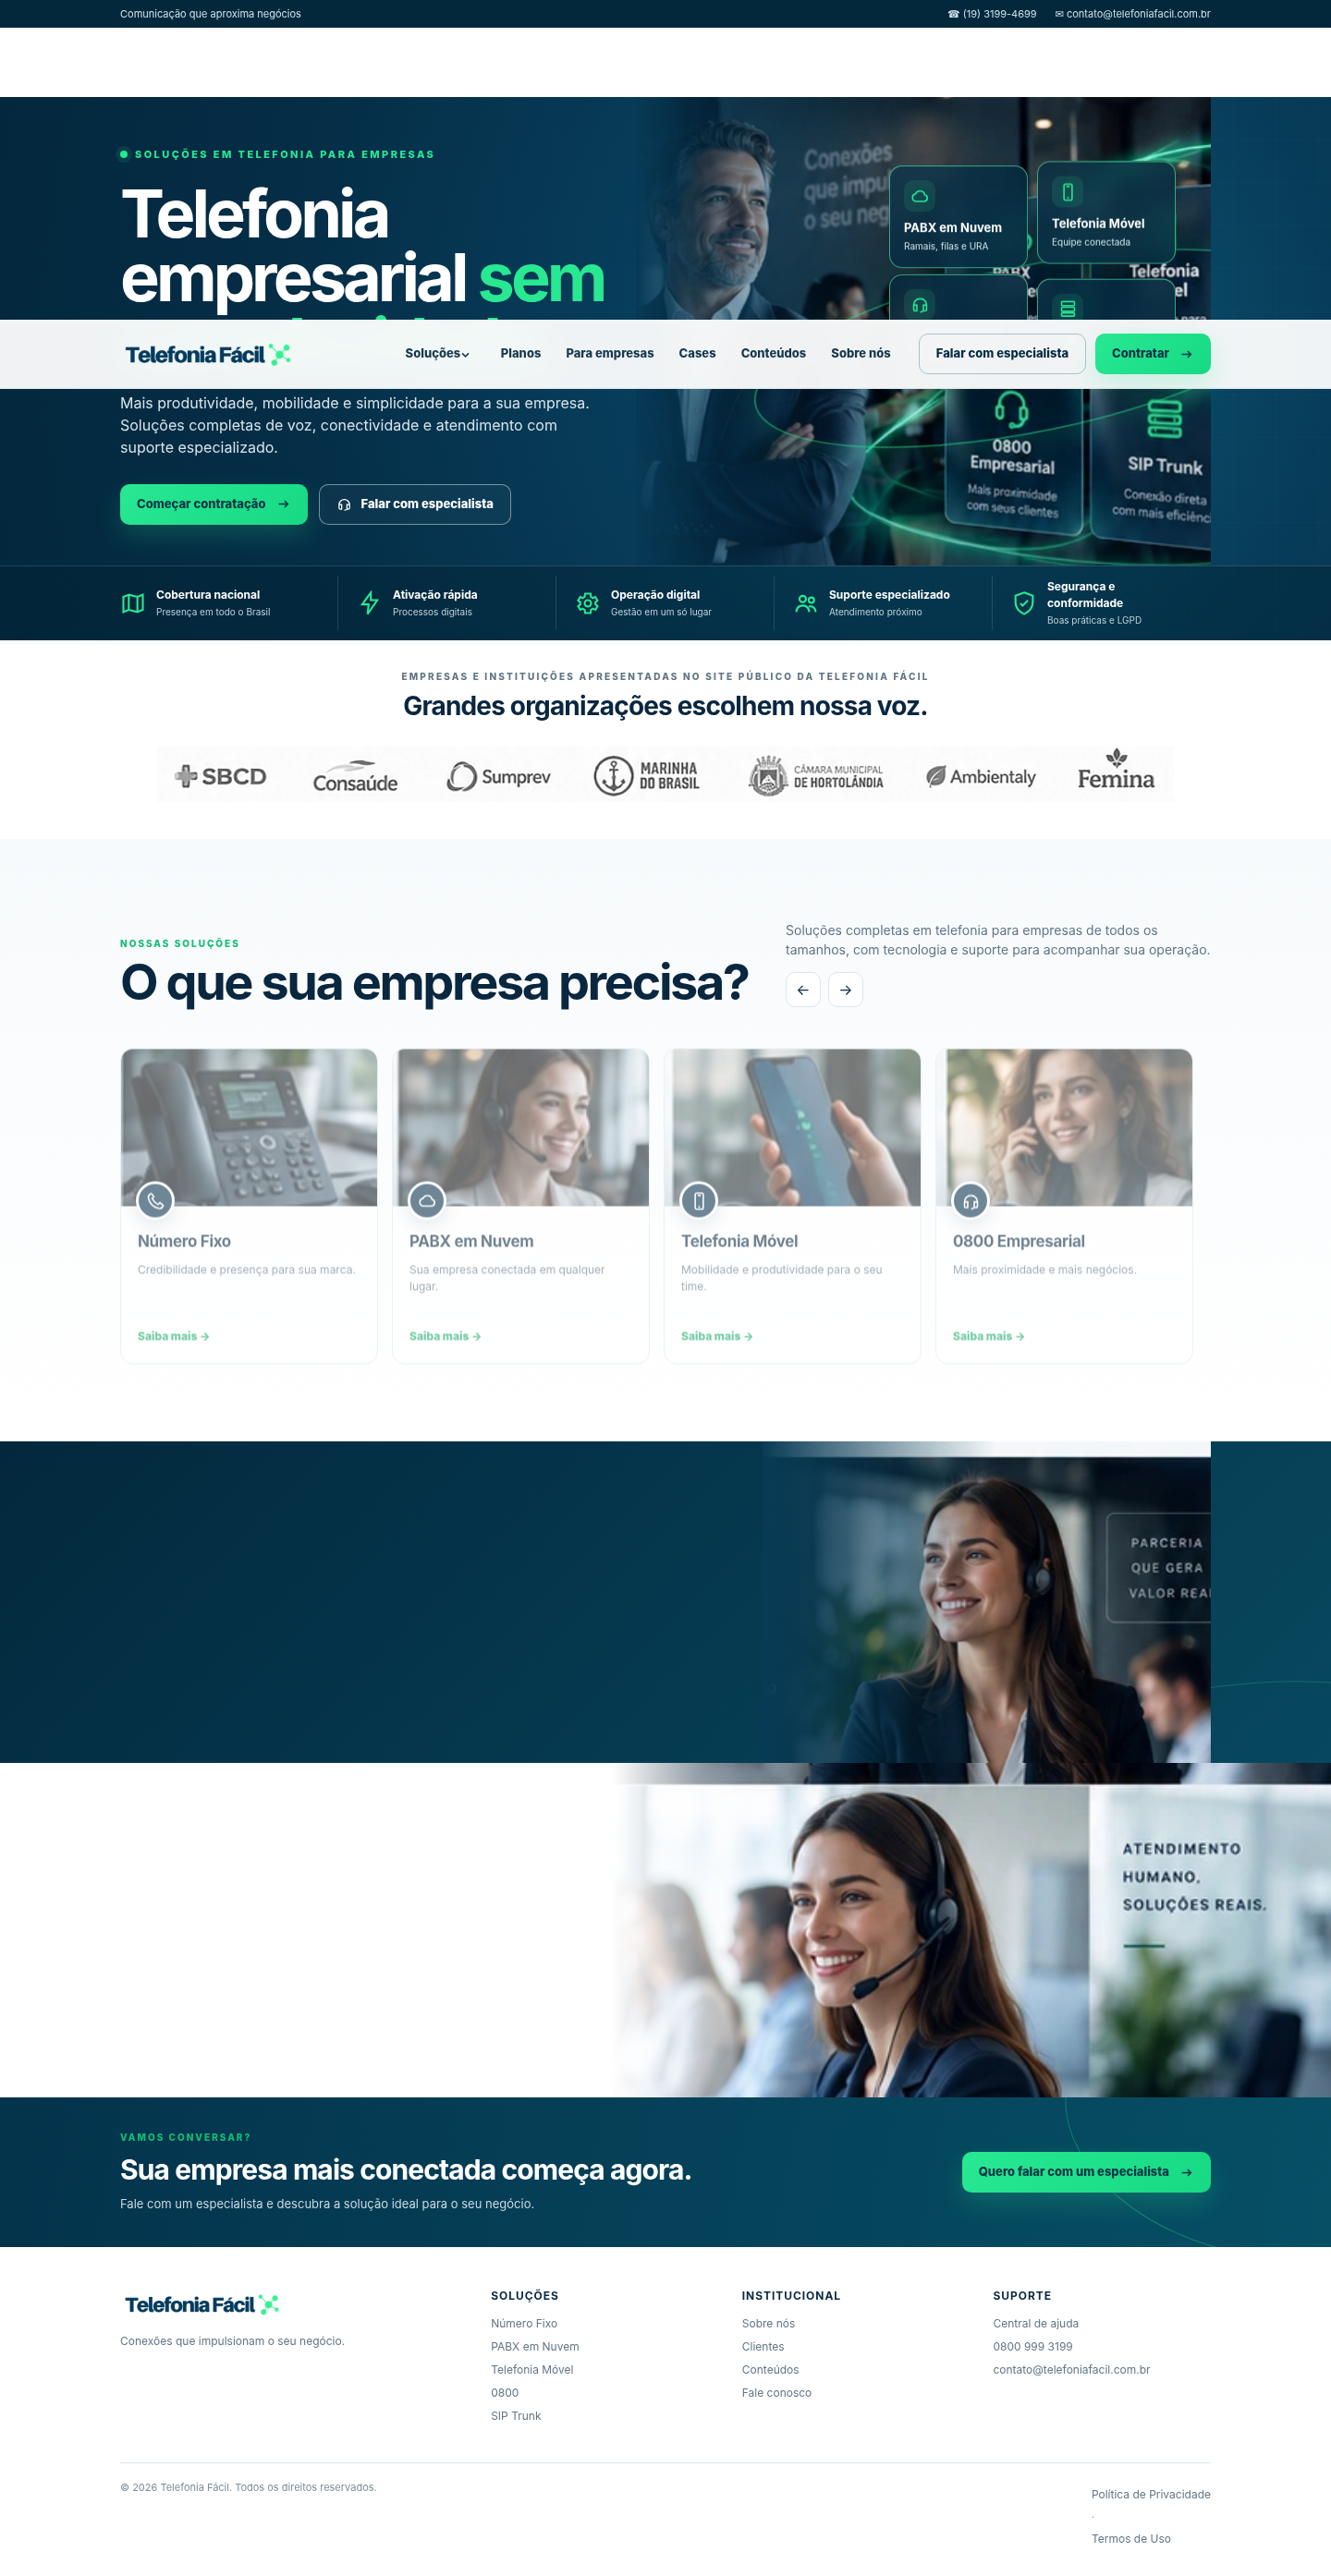 Comunicação que aproxima negócios
☎ (19) 3199-4699
✉ contato@telefoniafacil.com.br
SOLUÇÕES EM TELEFONIA PARA EMPRESAS
Telefonia
empresarial sem
Conexões
que impu
o seu neg
PABX em Nuvem
Ramais, filas e URA
Telefonia Móvel
Equipe conectada
PABX
Telefonia
Telefonia Fácil
Soluções
Planos
Para empresas
Cases
Conteúdos
Sobre nós
Falar com especialista
Contratar →
Mais produtividade, mobilidade e simplicidade para a sua empresa.
Soluções completas de voz, conectividade e atendimento com
suporte especializado.
Começar contratação →
Falar com especialista
0800
Empresarial
Mais proximidade
com seus clientes
SIP Trunk
Conexão direta
com mais eficiênc
Cobertura nacional
Presença em todo o Brasil
Ativação rápida
Processos digitais
Operação digital
Gestão em um só lugar
Suporte especializado
Atendimento próximo
Segurança e
conformidade
Boas práticas e LGPD
EMPRESAS E INSTITUIÇÕES APRESENTADAS NO SITE PÚBLICO DA TELEFONIA FÁCIL
Grandes organizações escolhem nossa voz.
SBCD
Consaúde
Sumprev
MARINHA
DO BRASIL
CÂMARA MUNICIPAL
DE HORTOLÂNDIA
Ambientaly
Femina
NOSSAS SOLUÇÕES
O que sua empresa precisa?
Soluções completas em telefonia para empresas de todos os
tamanhos, com tecnologia e suporte para acompanhar sua operação.
← →
Número Fixo
Credibilidade e presença para sua marca.
Saiba mais →
PABX em Nuvem
Sua empresa conectada em qualquer
lugar.
Saiba mais →
Telefonia Móvel
Mobilidade e produtividade para o seu
time.
Saiba mais →
0800 Empresarial
Mais proximidade e mais negócios.
Saiba mais →
PARCERIA
QUE GERA
VALOR REA
ATENDIMENTO
HUMANO,
SOLUÇÕES REAIS.
VAMOS CONVERSAR?
Sua empresa mais conectada começa agora.
Fale com um especialista e descubra a solução ideal para o seu negócio.
Quero falar com um especialista →
Telefonia Fácil
Conexões que impulsionam o seu negócio.
SOLUÇÕES
Número Fixo
PABX em Nuvem
Telefonia Móvel
0800
SIP Trunk
INSTITUCIONAL
Sobre nós
Clientes
Conteúdos
Fale conosco
SUPORTE
Central de ajuda
0800 999 3199
contato@telefoniafacil.com.br
© 2026 Telefonia Fácil. Todos os direitos reservados.
Política de Privacidade
·
Termos de Uso